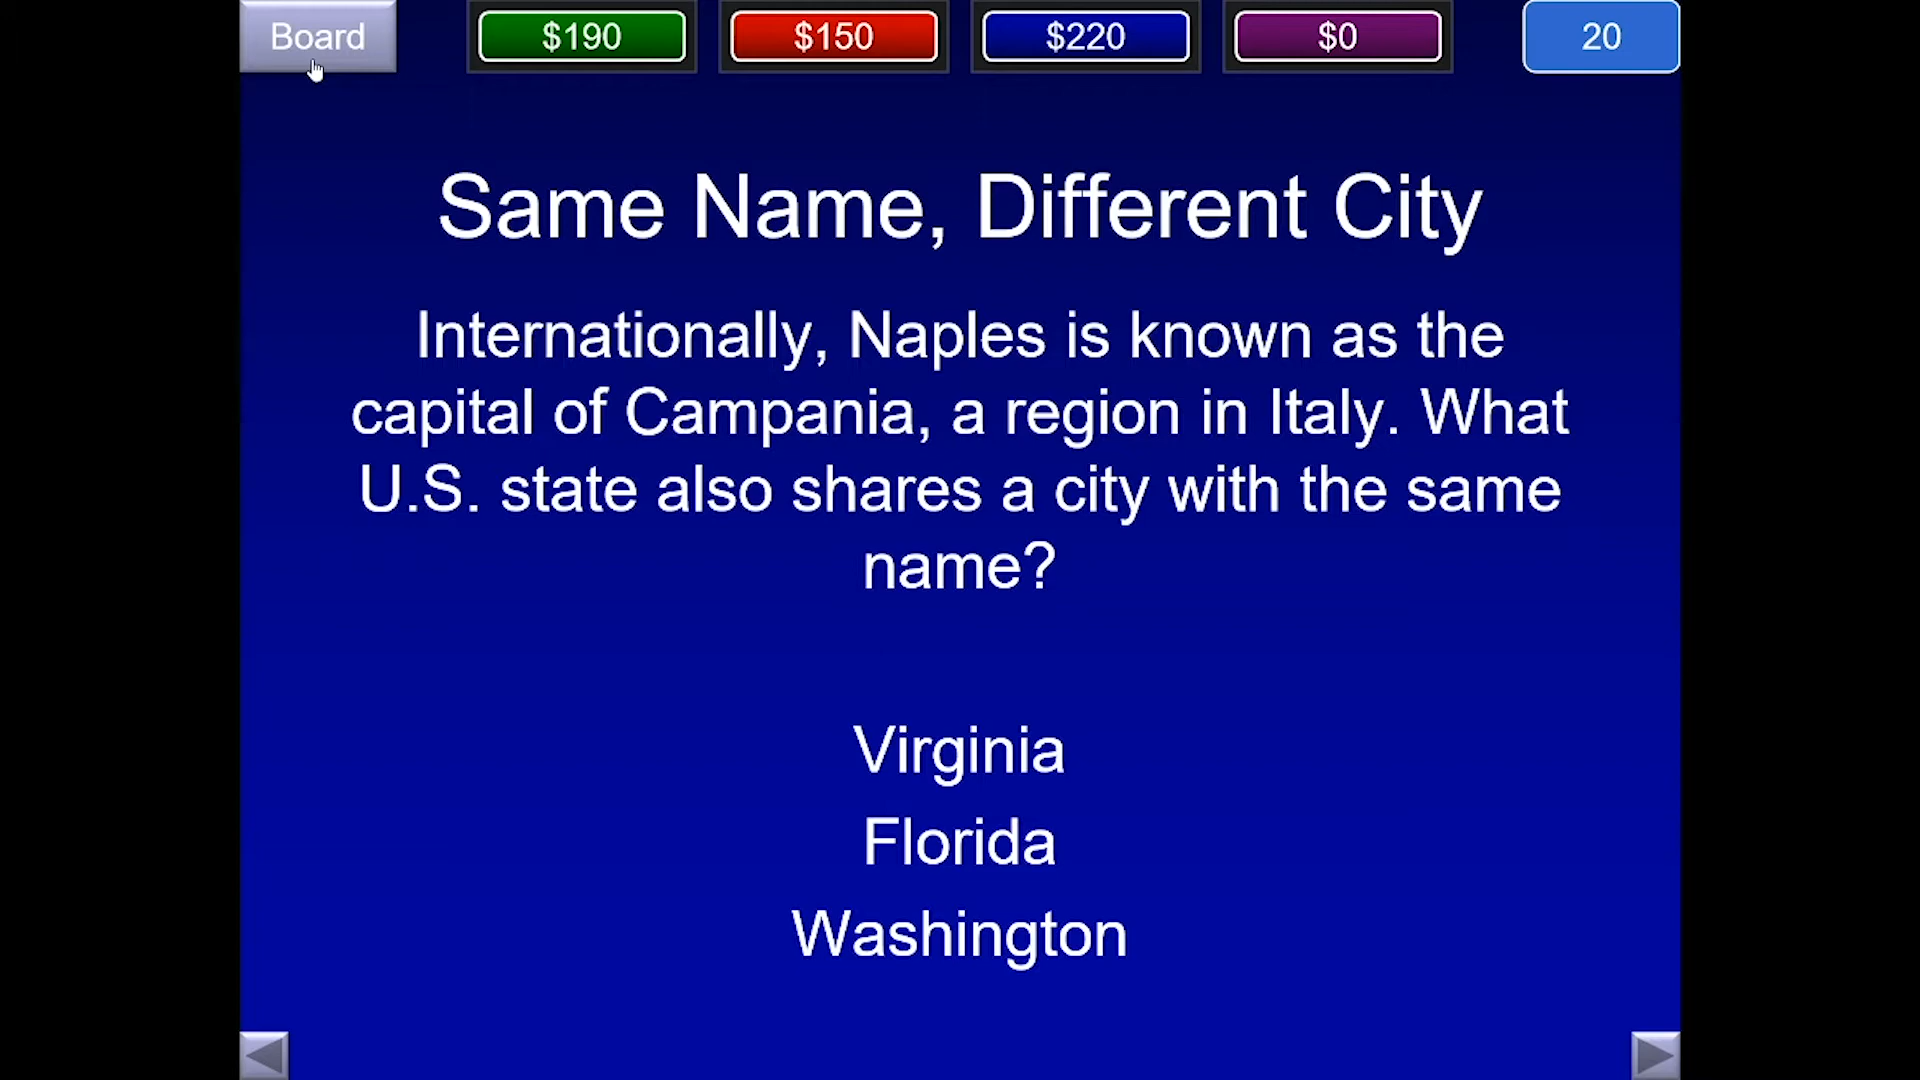 Board $190 $150 $220 $0 20
Same Name, Different City
Internationally, Naples is known as the
capital of Campania, a region in Italy. What
U.S. state also shares a city with the same
name?
Virginia
Florida
Washington